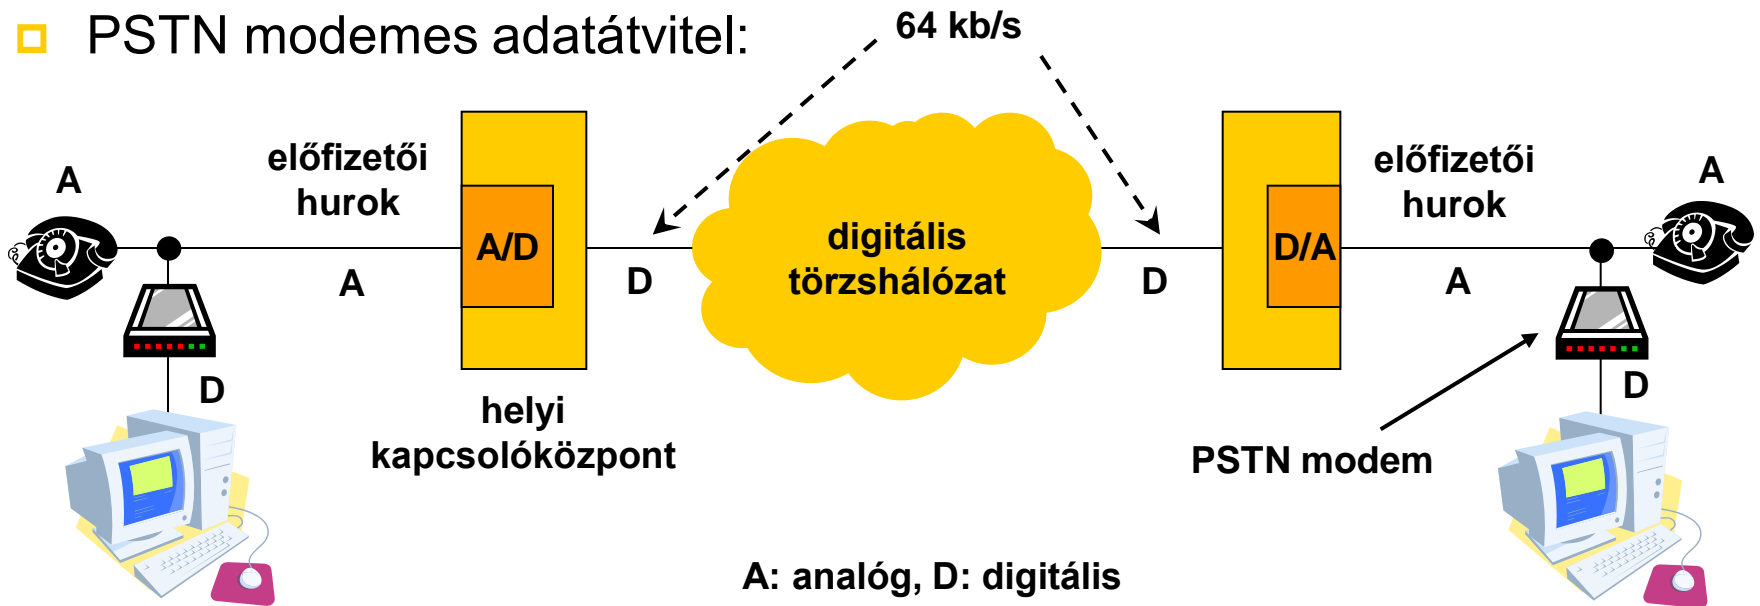 PSTN modemes adatátvitel:
64 kb/s
A
előfizetői
hurok
A
A/D
D
D
helyi
kapcsolóközpont
digitális
törzshálózat
D
D/A
előfizetői
hurok
A
A
D
PSTN modem
A: analóg, D: digitális